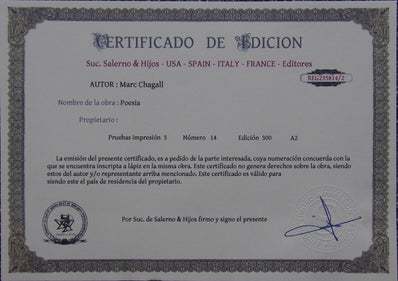 CERTIFICADO DE EDICION
Suc. Salerno & Hijos - USA - SPAIN - ITALY - FRANCE - Editores
REG235814/2
AUTOR : Marc Chagall
Nombre de la obra : Poesía
Propietario :
Pruebas impresión 3 Número 14 Edición 300 A2
La emisión del presente certificado, es a pedido de la parte interesada, cuya numeración concuerda con la
que se encuentra inscripta a lápiz en la misma obra. Este certificado no genera derechos sobre la obra, siendo
estos del autor y/o representante arriba mencionado. Este certificado es válido para
siendo este el país de residencia del propietario.
Por Suc. de Salerno & Hijos firmo y signo el presente